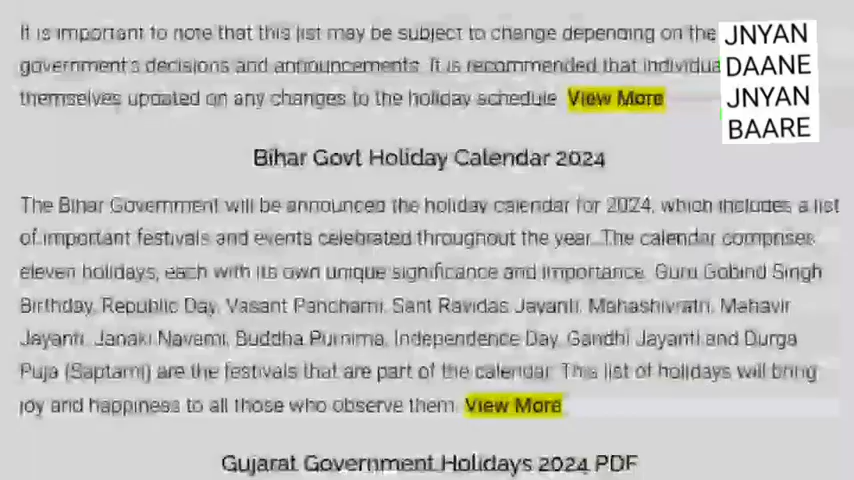 It is important to note that this list may be subject to change depending on the
government's decisions and announcements. It is recommended that individua
themselves updated on any changes to the holiday schedule. View More
JNYAN
DAANE
JNYAN
BAARE
Bihar Govt Holiday Calendar 2024
The Bihar Government will be announced the holiday calendar for 2024, which includes a list
of important festivals and events celebrated throughout the year. The calendar comprises
eleven holidays, each with its own unique significance and importance. Guru Gobind Singh
Birthday, Republic Day, Vasant Panchami, Sant Ravidas Jayanti, Mahashivratri, Mahavir
Jayanti, Janaki Navami, Buddha Purnima, Independence Day, Gandhi Jayanti and Durga
Puja (Saptami) are the festivals that are part of the calendar. This list of holidays will bring
joy and happiness to all those who observe them. View More
Gujarat Government Holidays 2024 PDF